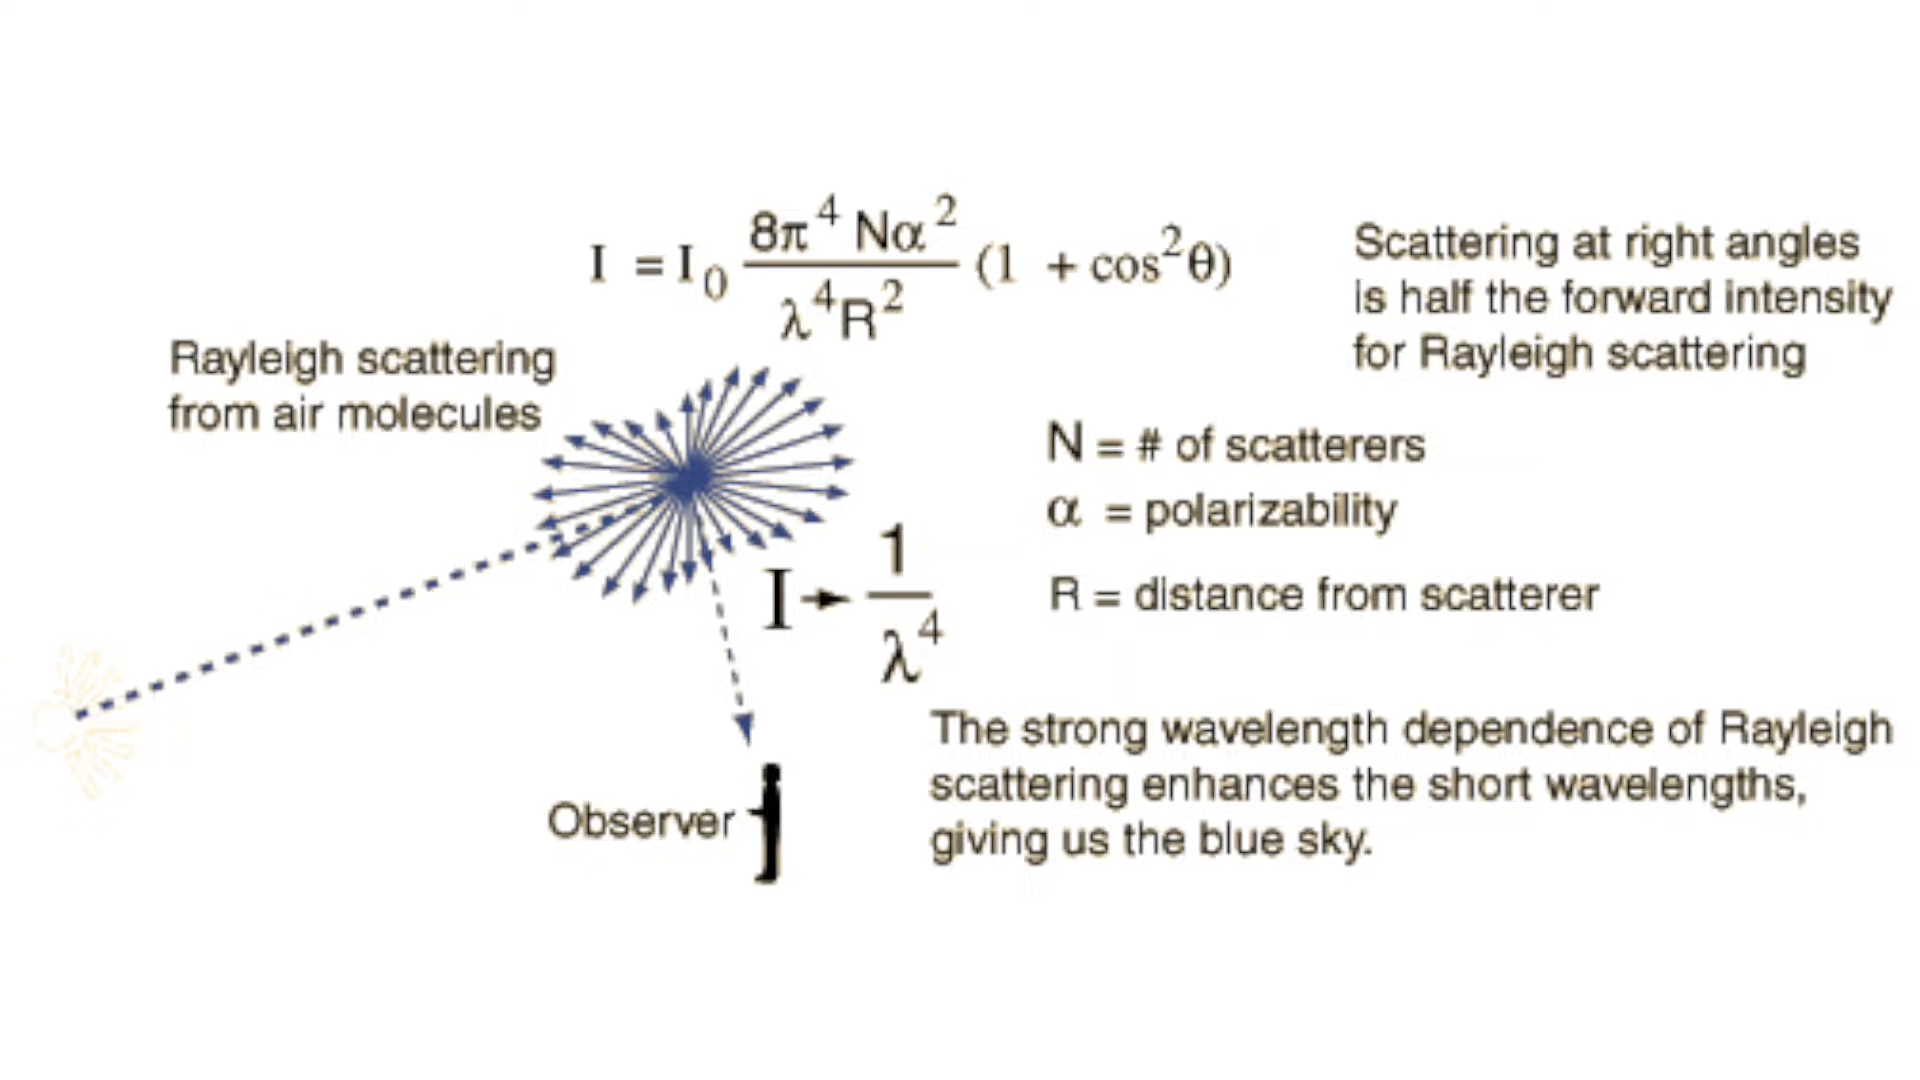 I = I₀ 8π⁴ Nα² / λ⁴R² (1 + cos²θ)
Scattering at right angles
is half the forward intensity
for Rayleigh scattering
Rayleigh scattering
from air molecules
N = # of scatterers
α = polarizability
R = distance from scatterer
I → 1 / λ⁴
The strong wavelength dependence of Rayleigh
scattering enhances the short wavelengths,
giving us the blue sky.
Observer